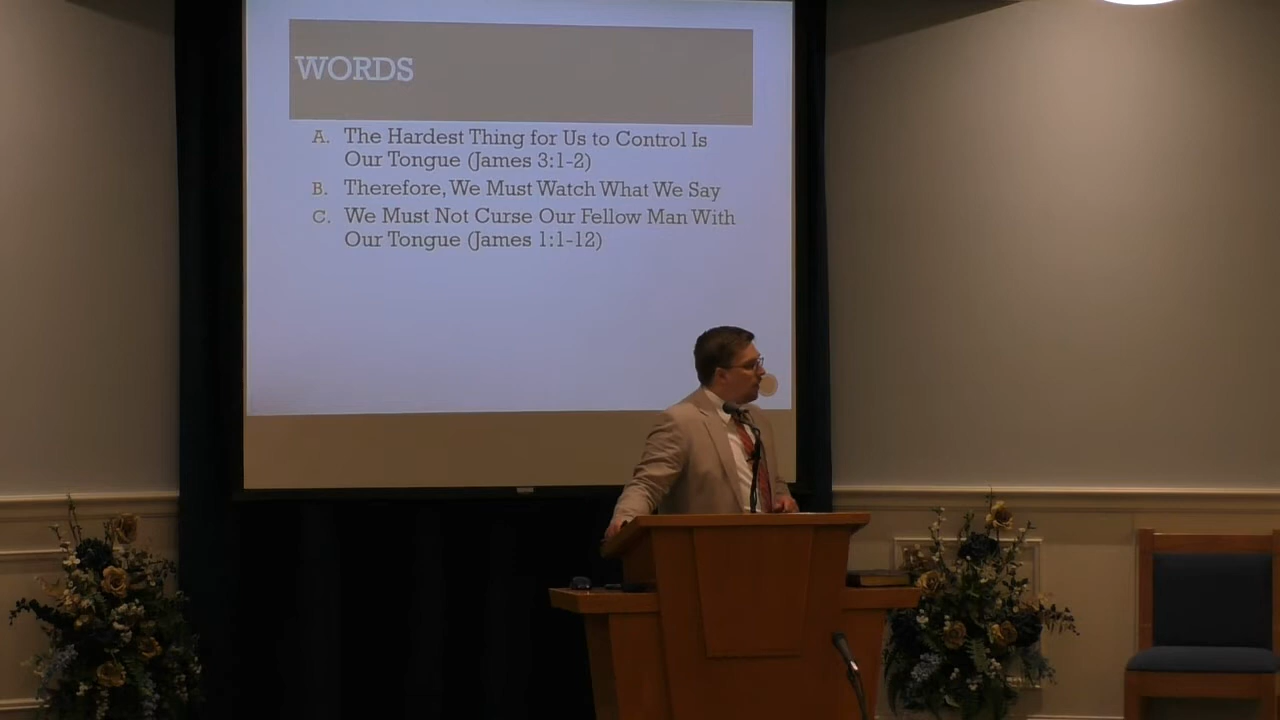 WORDS
A. The Hardest Thing for Us to Control Is
Our Tongue (James 3:1-2)
B. Therefore, We Must Watch What We Say
C. We Must Not Curse Our Fellow Man With
Our Tongue (James 1:1-12)